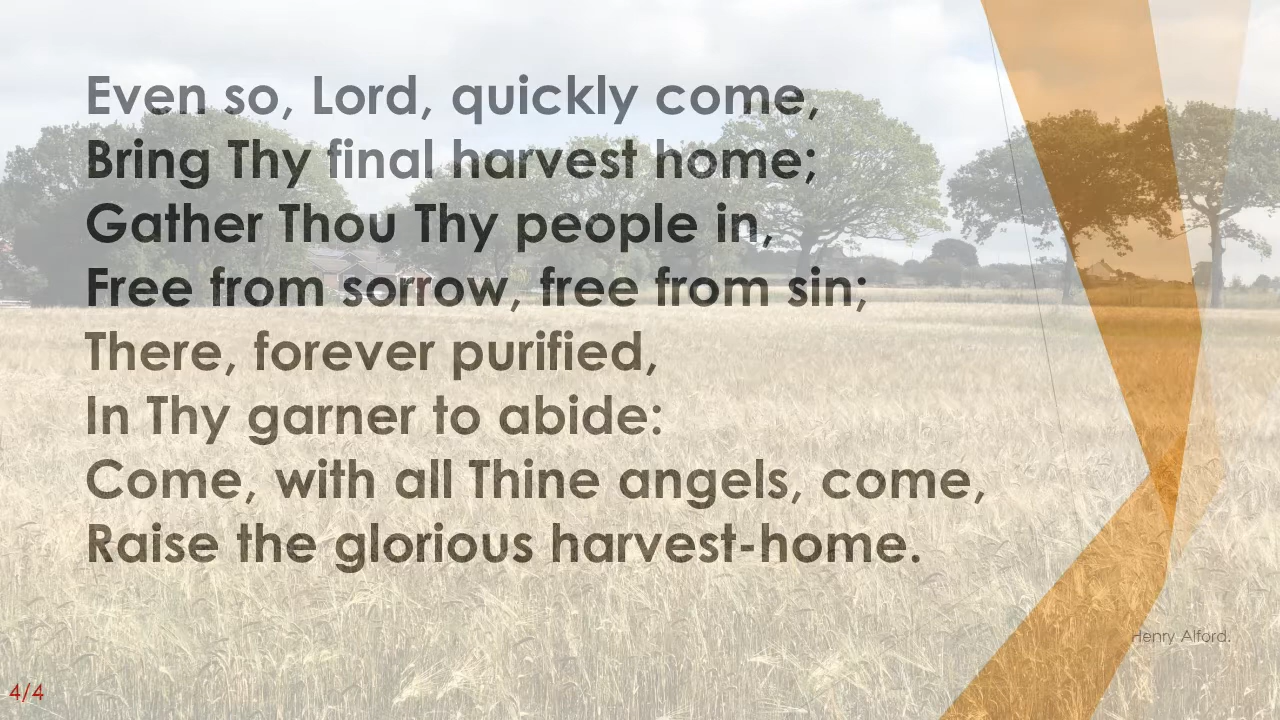 Even so, Lord, quickly come,
Bring Thy final harvest home;
Gather Thou Thy people in,
Free from sorrow, free from sin;
There, forever purified,
In Thy garner to abide:
Come, with all Thine angels, come,
Raise the glorious harvest-home.
Henry Alford.
4/4